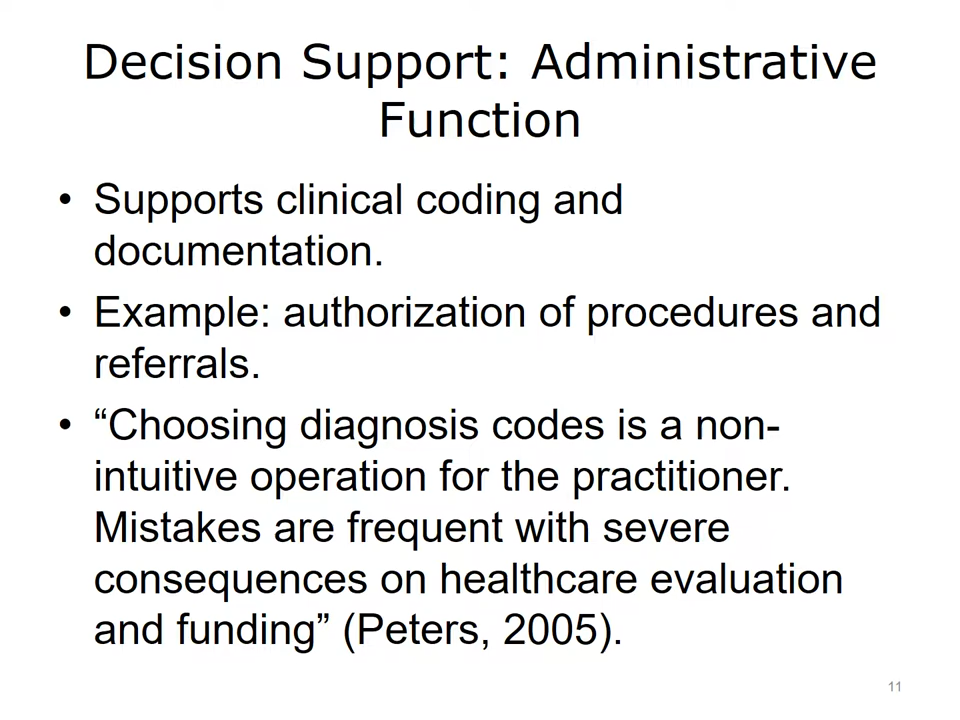 Decision Support: Administrative
Function
• Supports clinical coding and
documentation.
• Example: authorization of procedures and
referrals.
• “Choosing diagnosis codes is a non-
intuitive operation for the practitioner.
Mistakes are frequent with severe
consequences on healthcare evaluation
and funding” (Peters, 2005).
11